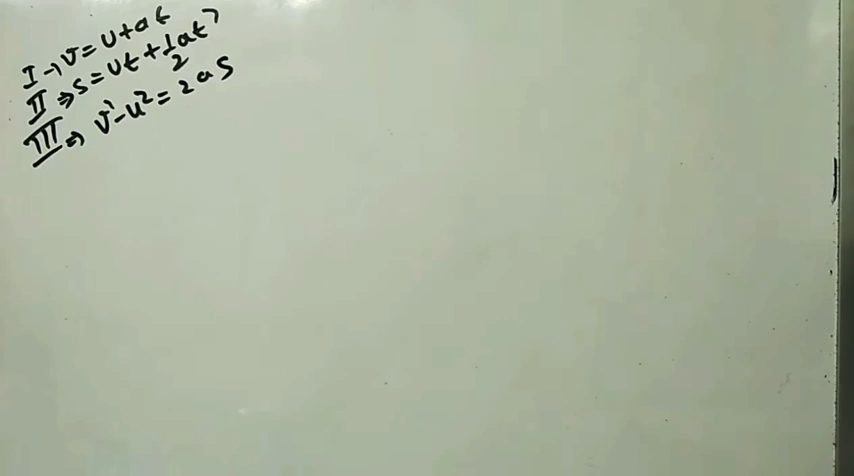 I → v = u + at
II ⇒ s = ut + 1/2 at²
III ⇒ v² - u² = 2as